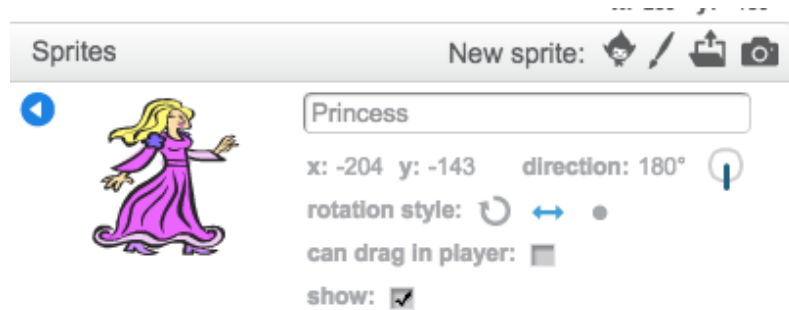 Sprites New sprite:
Princess
x: -204 y: -143 direction: 180°
rotation style:
can drag in player:
show: